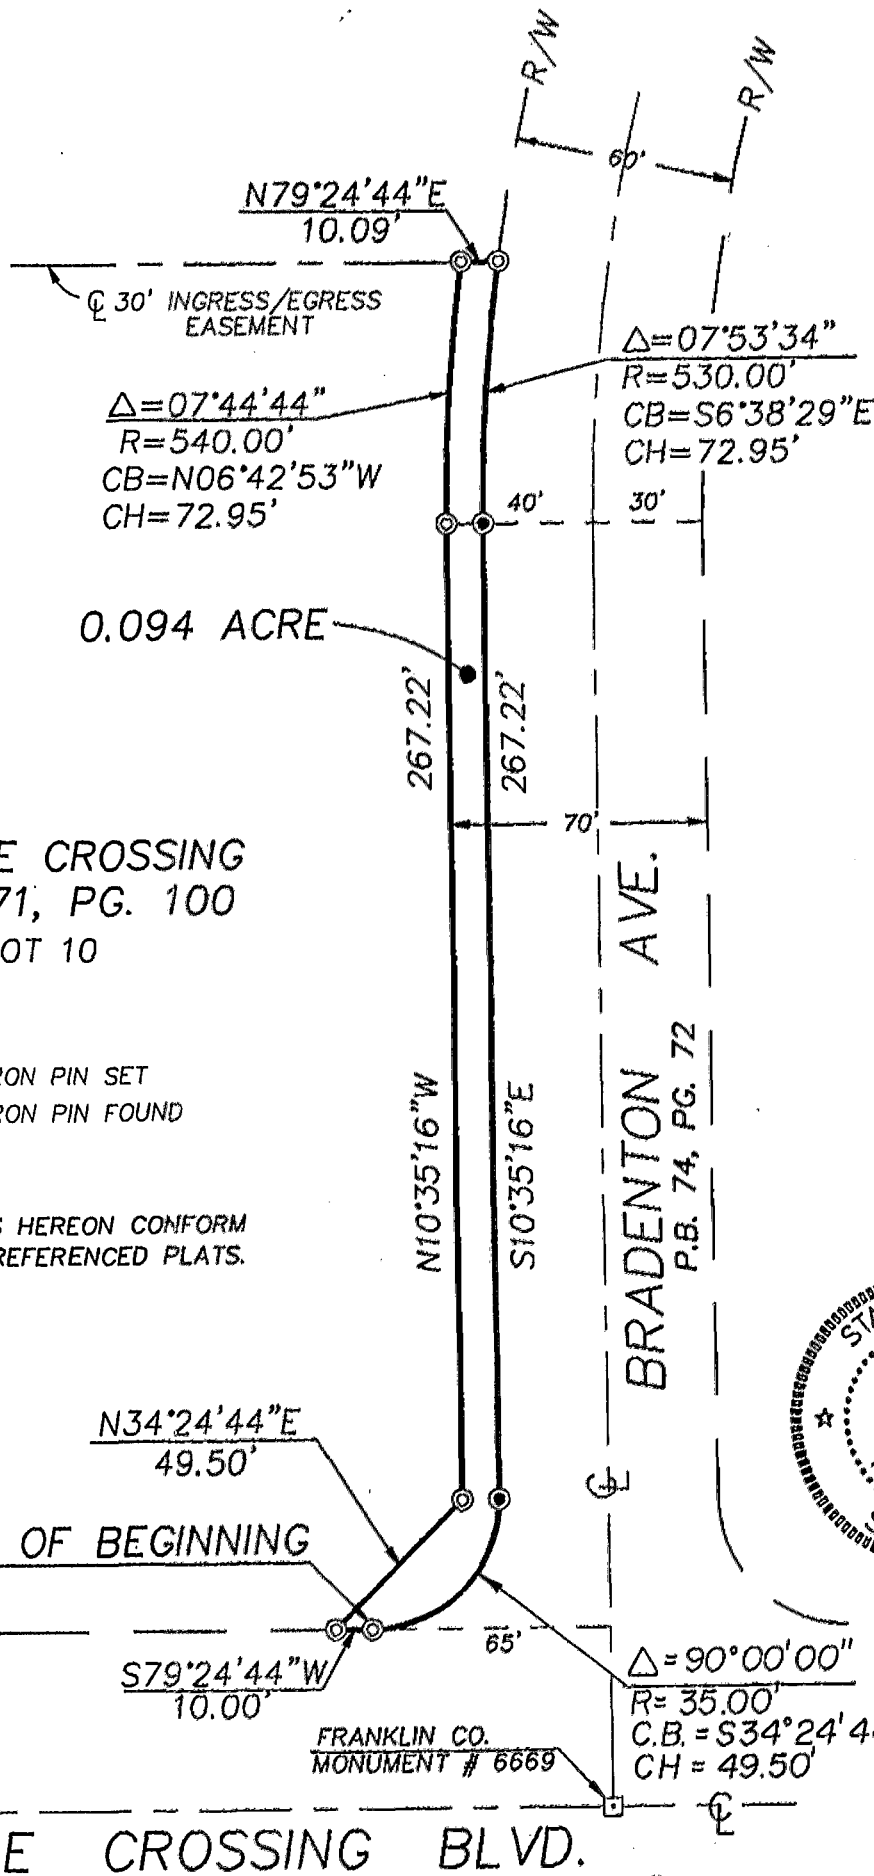 R/W
R/W
60'
N79°24'44"E
10.09'
℄ 30' INGRESS/EGRESS
EASEMENT
Δ=07°53'34"
R=530.00'
CB=S6°38'29"E
CH=72.95'
Δ=07°44'44"
R=540.00'
CB=N06°42'53"W
CH=72.95'
40'
30'
0.094 ACRE
267.22'
267.22'
70'
E CROSSING
71, PG. 100
OT 10
BRADENTON AVE.
P.B. 74, PG. 72
RON PIN SET
RON PIN FOUND
N10°35'16"W
S10°35'16"E
S HEREON CONFORM
REFERENCED PLATS.
STA
S
N34°24'44"E
49.50'
℄
OF BEGINNING
65'
S79°24'44"W
10.00'
Δ=90°00'00"
R= 35.00'
C.B. = S34°24'4
CH = 49.50'
FRANKLIN CO.
MONUMENT # 6669
℄
E CROSSING BLVD.